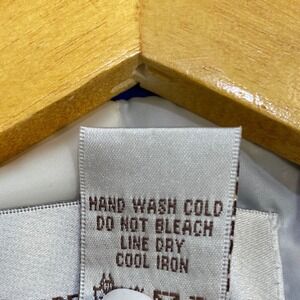 HAND WASH COLD
DO NOT BLEACH
LINE DRY
COOL IRON